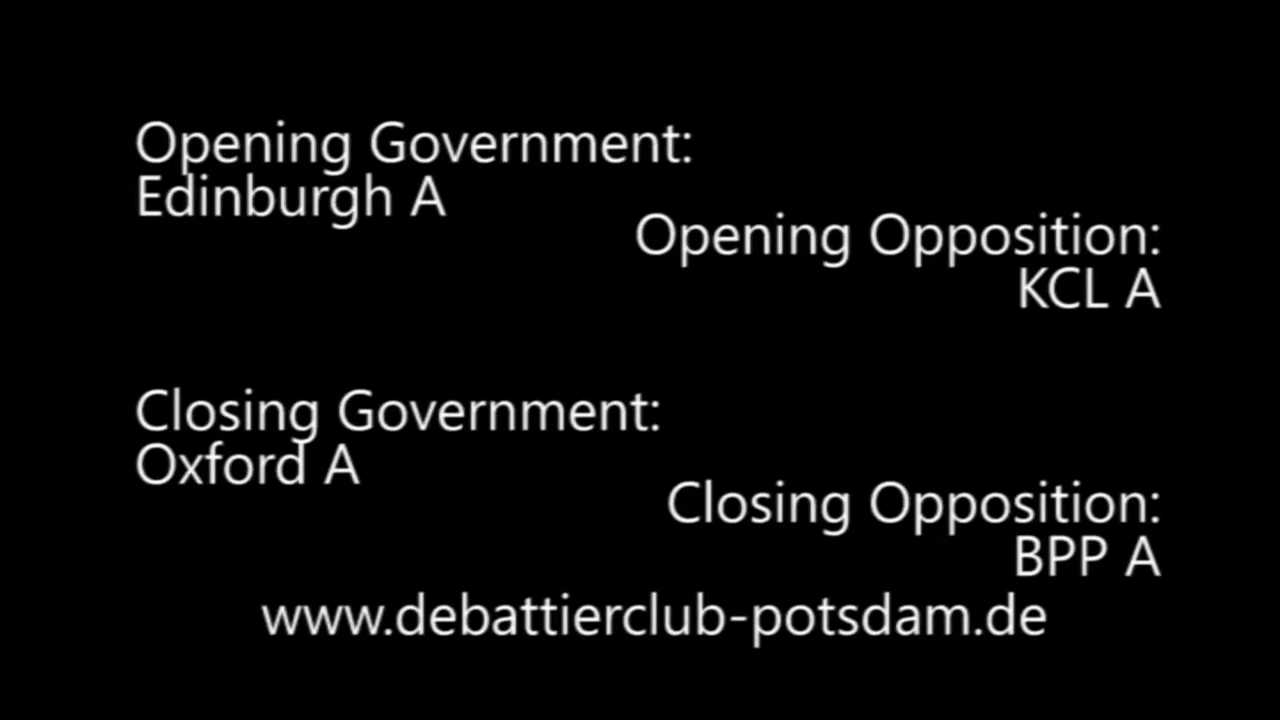 Opening Government:
Edinburgh A
Opening Opposition:
KCL A
Closing Government:
Oxford A
Closing Opposition:
BPP A
www.debattierclub-potsdam.de